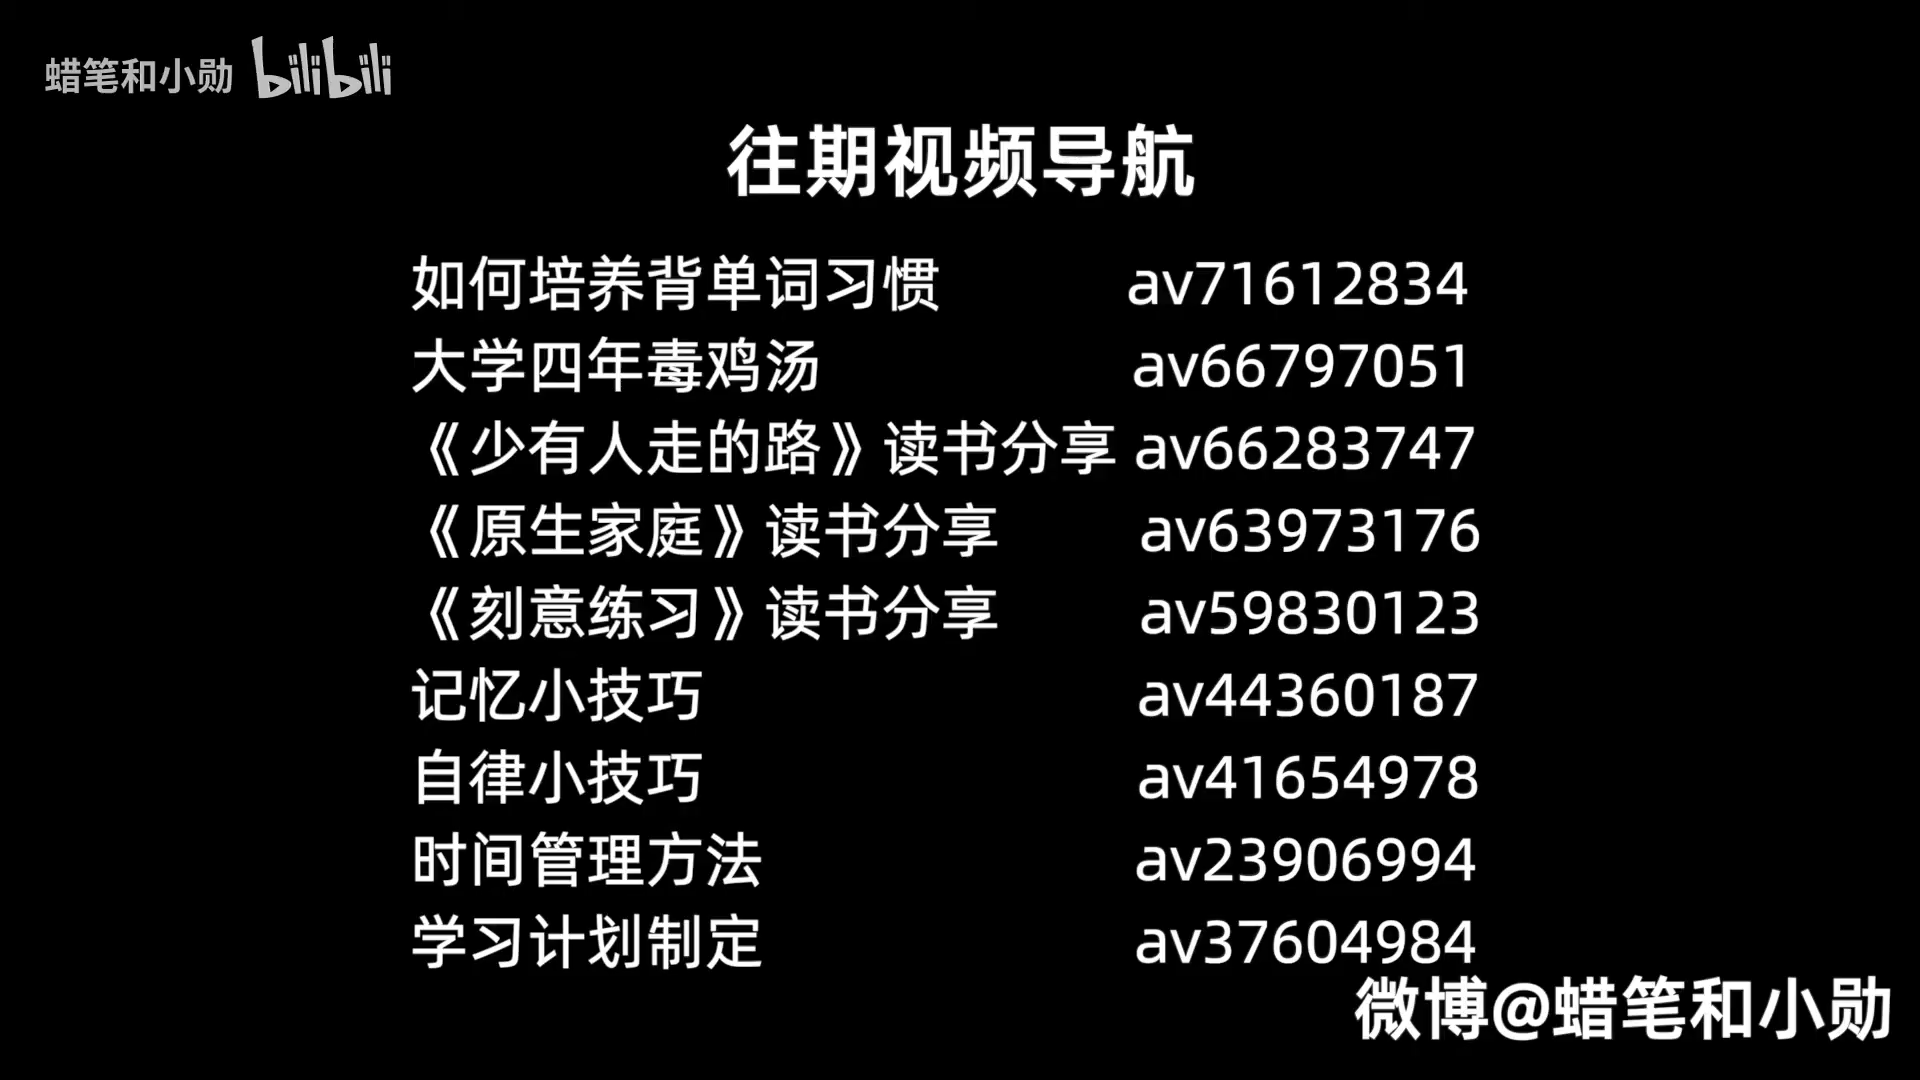 蜡笔和小勋 bilibili
往期视频导航
如何培养背单词习惯 av71612834
大学四年毒鸡汤 av66797051
《少有人走的路》读书分享 av66283747
《原生家庭》读书分享 av63973176
《刻意练习》读书分享 av59830123
记忆小技巧 av44360187
自律小技巧 av41654978
时间管理方法 av23906994
学习计划制定 av37604984
微博@蜡笔和小勋